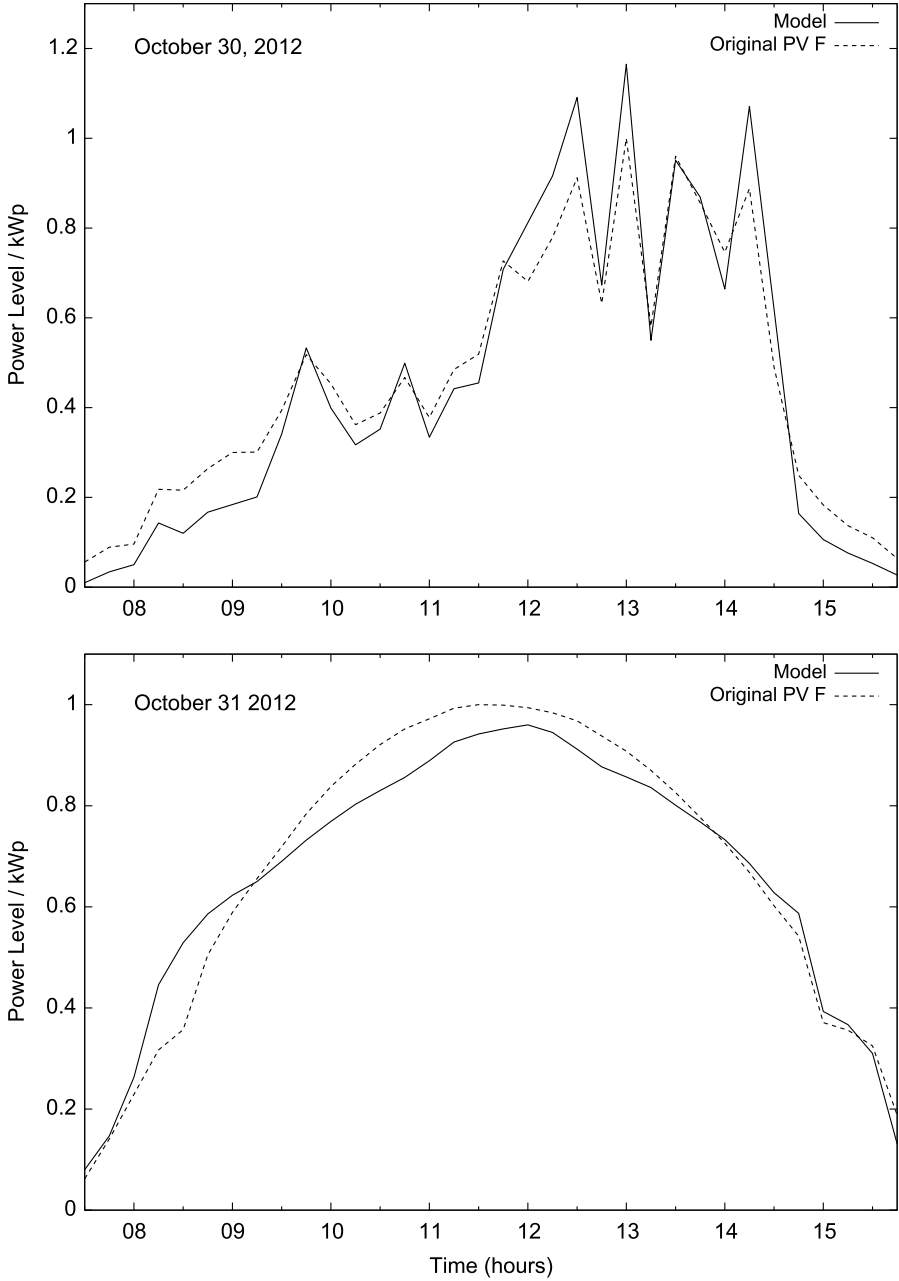 October 30, 2012
Model
Original PV F
Power Level / kWp
1.2
1
0.8
0.6
0.4
0.2
0
08 09 10 11 12 13 14 15
October 31 2012
Model
Original PV F
Power Level / kWp
1
0.8
0.6
0.4
0.2
0
08 09 10 11 12 13 14 15
Time (hours)